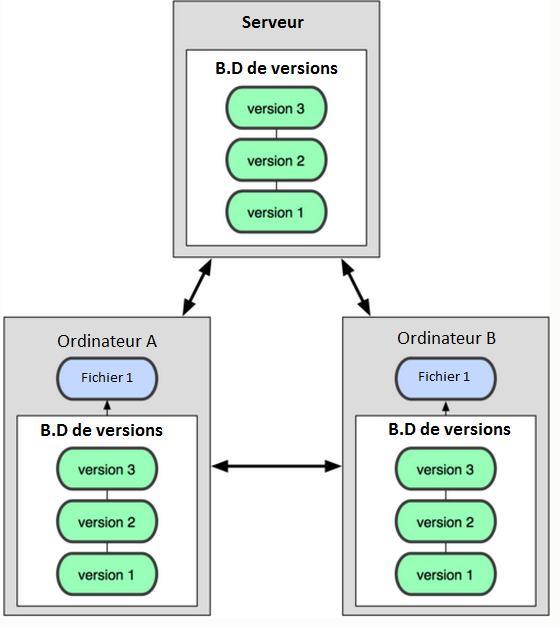 Serveur
B.D de versions
version 3
version 2
version 1
Ordinateur A
Fichier 1
B.D de versions
version 3
version 2
version 1
Ordinateur B
Fichier 1
B.D de versions
version 3
version 2
version 1